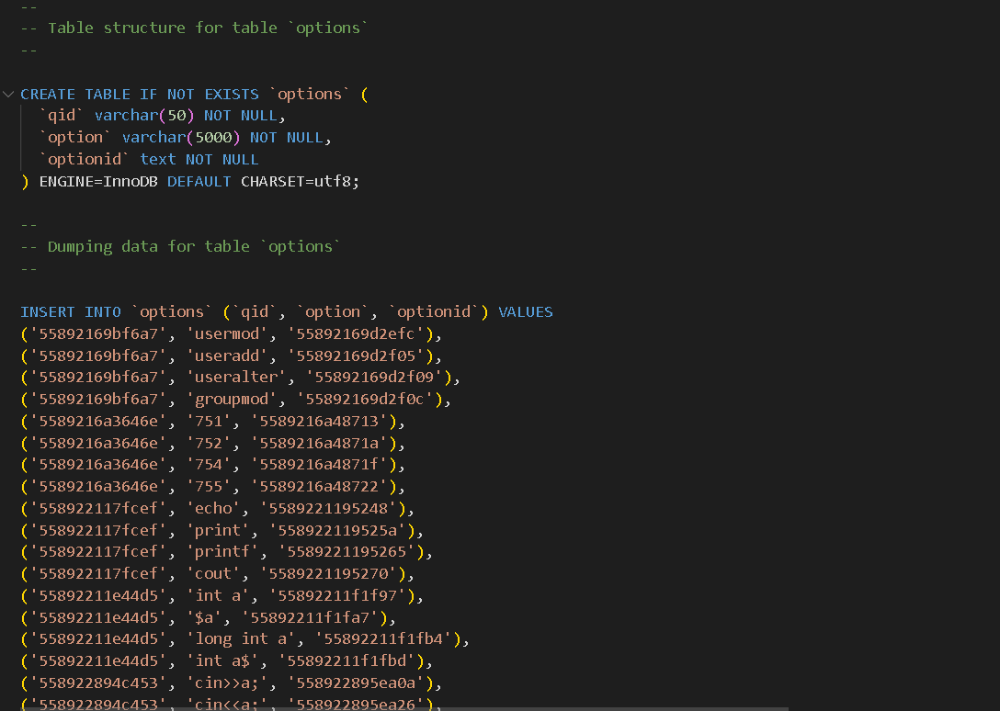 --
-- Table structure for table `options`
--
CREATE TABLE IF NOT EXISTS `options` (
`qid` varchar(50) NOT NULL,
`option` varchar(5000) NOT NULL,
`optionid` text NOT NULL
) ENGINE=InnoDB DEFAULT CHARSET=utf8;
--
-- Dumping data for table `options`
--
INSERT INTO `options` (`qid`, `option`, `optionid`) VALUES
('55892169bf6a7', 'usermod', '55892169d2efc'),
('55892169bf6a7', 'useradd', '55892169d2f05'),
('55892169bf6a7', 'useralter', '55892169d2f09'),
('55892169bf6a7', 'groupmod', '55892169d2f0c'),
('5589216a3646e', '751', '5589216a48713'),
('5589216a3646e', '752', '5589216a4871a'),
('5589216a3646e', '754', '5589216a4871f'),
('5589216a3646e', '755', '5589216a48722'),
('558922117fcef', 'echo', '5589221195248'),
('558922117fcef', 'print', '558922119525a'),
('558922117fcef', 'printf', '5589221195265'),
('558922117fcef', 'cout', '5589221195270'),
('55892211e44d5', 'int a', '55892211f1f97'),
('55892211e44d5', '$a', '55892211f1fa7'),
('55892211e44d5', 'long int a', '55892211f1fb4'),
('55892211e44d5', 'int a$', '55892211f1fbd'),
('558922894c453', 'cin>>a;', '558922895ea0a'),
('558922894c453', 'cin<<a;', '558922895ea26'),